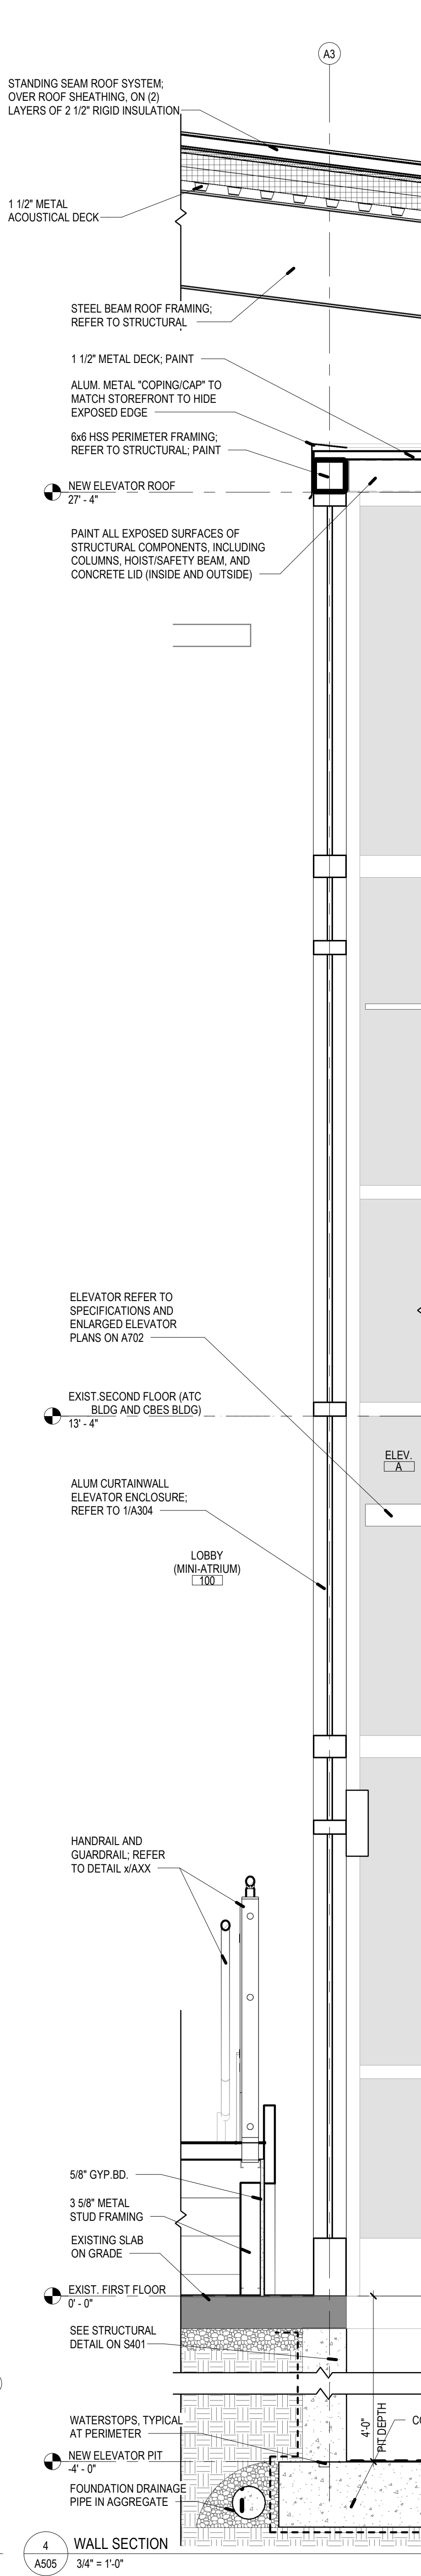 A3
STANDING SEAM ROOF SYSTEM;
OVER ROOF SHEATHING, ON (2)
LAYERS OF 2 1/2" RIGID INSULATION
1 1/2" METAL
ACOUSTICAL DECK
STEEL BEAM ROOF FRAMING;
REFER TO STRUCTURAL
1 1/2" METAL DECK; PAINT
ALUM. METAL "COPING/CAP" TO
MATCH STOREFRONT TO HIDE
EXPOSED EDGE
6x6 HSS PERIMETER FRAMING;
REFER TO STRUCTURAL; PAINT
NEW ELEVATOR ROOF
27' - 4"
PAINT ALL EXPOSED SURFACES OF
STRUCTURAL COMPONENTS, INCLUDING
COLUMNS, HOIST/SAFETY BEAM, AND
CONCRETE LID (INSIDE AND OUTSIDE)
ELEVATOR REFER TO
SPECIFICATIONS AND
ENLARGED ELEVATOR
PLANS ON A702
EXIST.SECOND FLOOR (ATC
BLDG AND CBES BLDG)
13' - 4"
ELEV.
A
ALUM CURTAINWALL
ELEVATOR ENCLOSURE;
REFER TO 1/A304
LOBBY
(MINI-ATRIUM)
100
HANDRAIL AND
GUARDRAIL; REFER
TO DETAIL x/AXX
5/8" GYP.BD.
3 5/8" METAL
STUD FRAMING
EXISTING SLAB
ON GRADE
EXIST. FIRST FLOOR
0' - 0"
SEE STRUCTURAL
DETAIL ON S401
4'-0"
PIT DEPTH
CO
WATERSTOPS, TYPICAL
AT PERIMETER
NEW ELEVATOR PIT
-4' - 0"
FOUNDATION DRAINAGE
PIPE IN AGGREGATE
4
A505
WALL SECTION
3/4" = 1'-0"